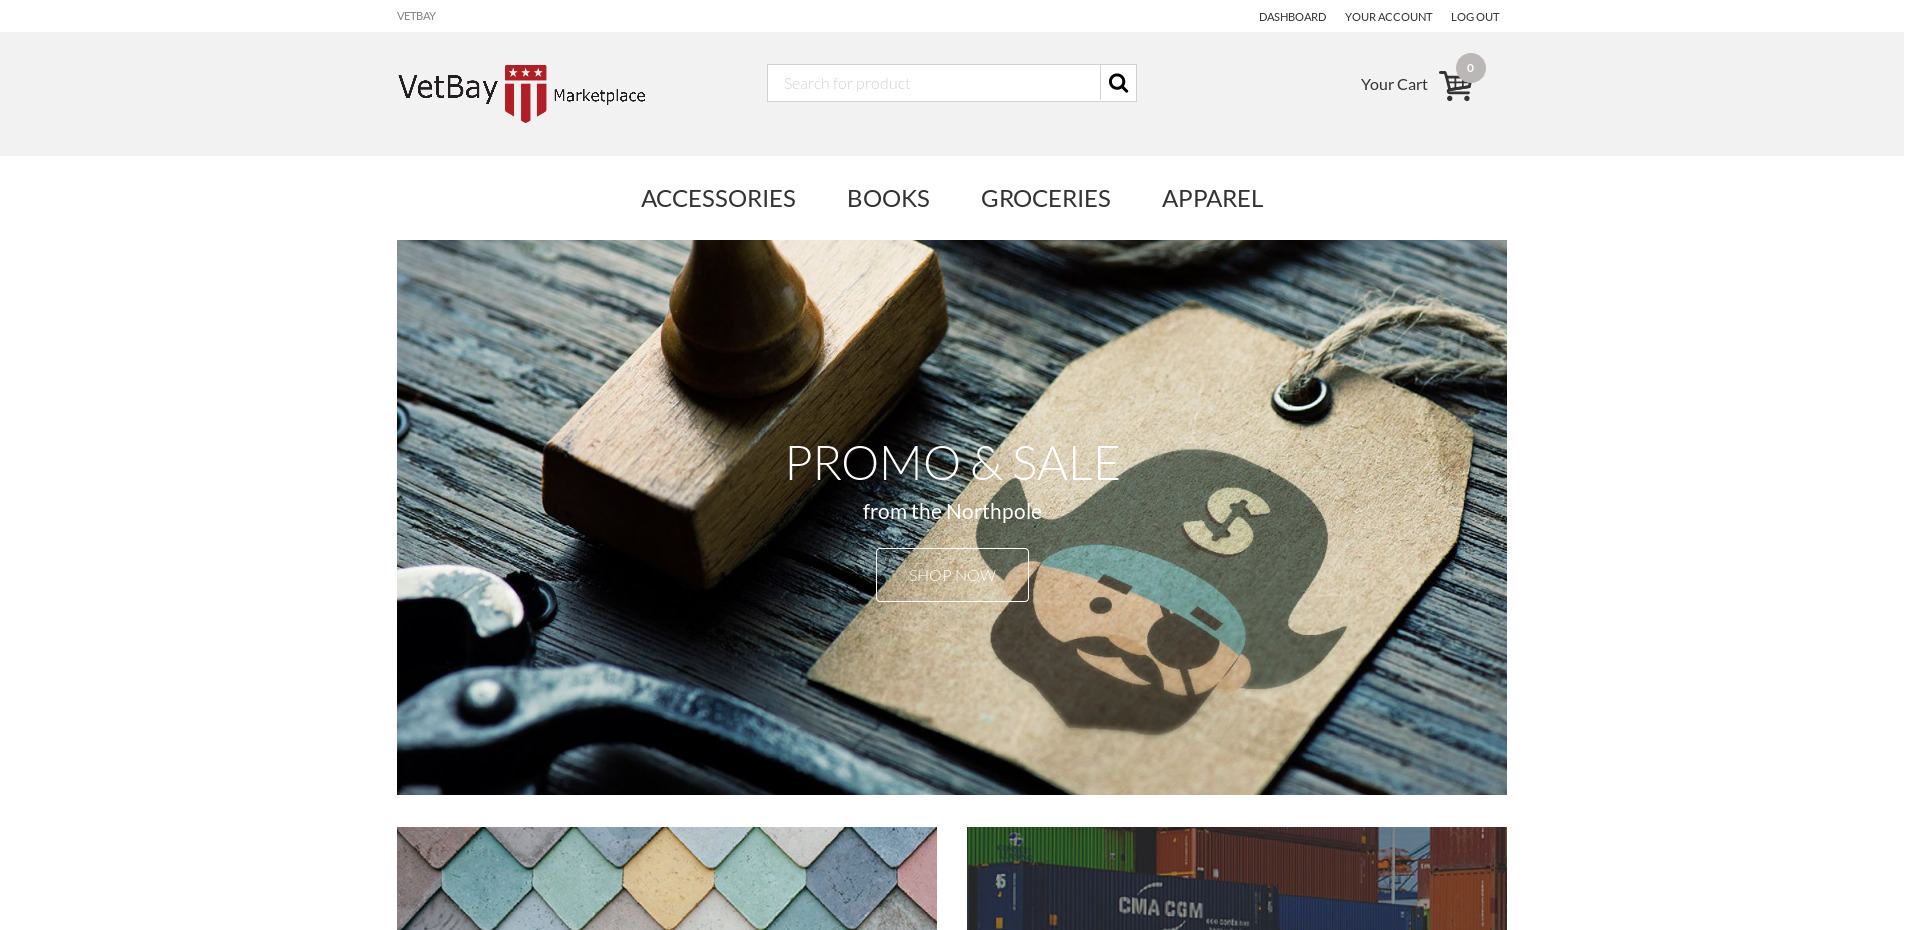 VETBAY
DASHBOARD YOUR ACCOUNT LOG OUT
VetBay Marketplace
Search for product
Your Cart 0
ACCESSORIES BOOKS GROCERIES APPAREL
PROMO & SALE
from the Northpole
SHOP NOW
45
CMA CGM